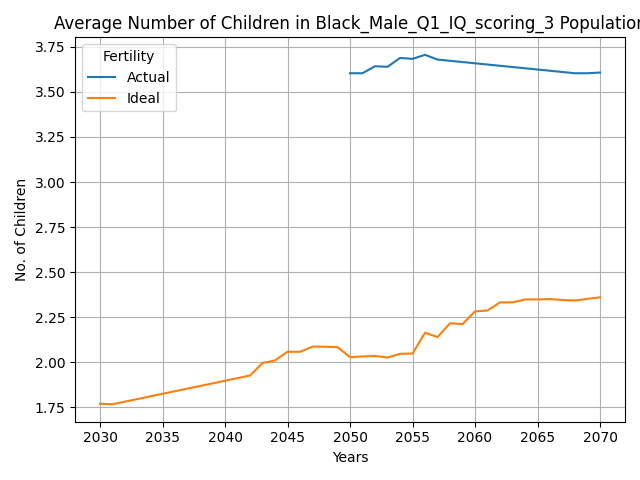 Average Number of Children in Black_Male_Q1_IQ_scoring_3 Population
Fertility
Actual
Ideal
3.75
3.50
3.25
3.00
2.75
2.50
2.25
2.00
1.75
No. of Children
2030 2035 2040 2045 2050 2055 2060 2065 2070
Years